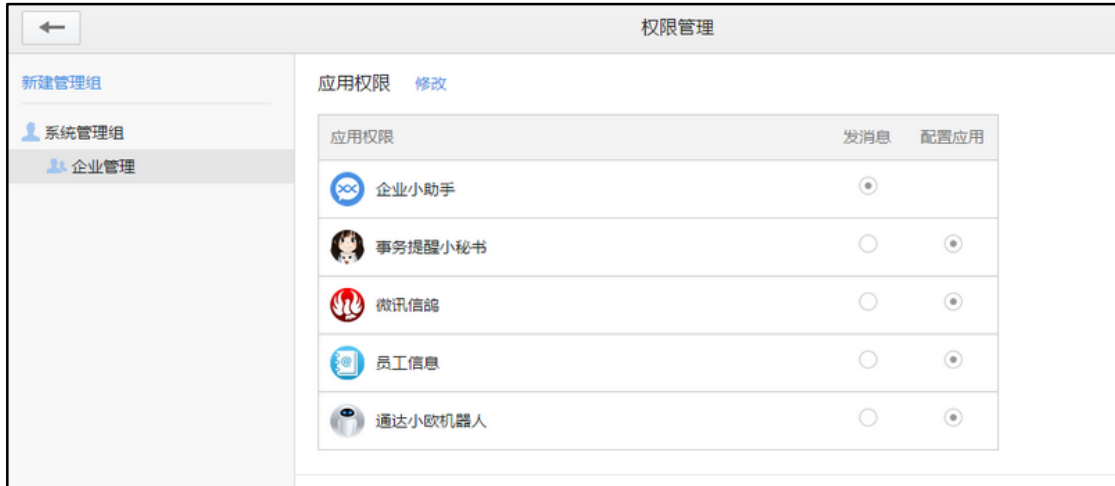 权限管理
新建管理组
系统管理组
企业管理
应用权限 修改
应用权限 发消息 配置应用
企业小助手
事务提醒小秘书
微讯信鸽
员工信息
通达小欧机器人